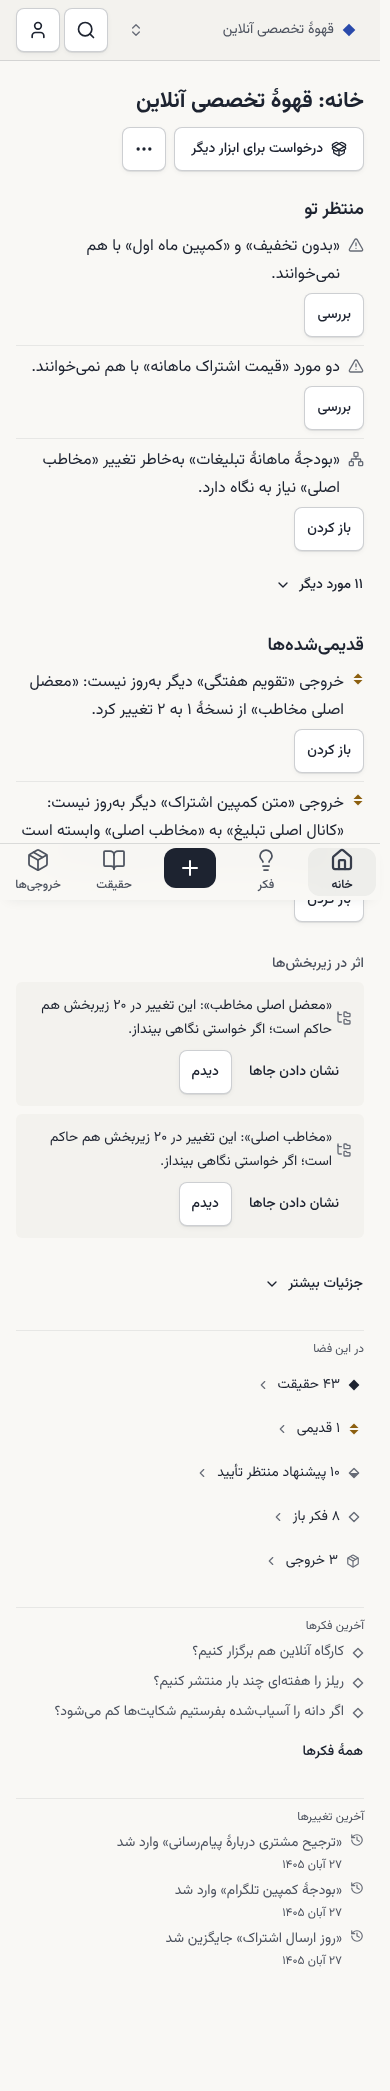 قهوهٔ تخصصی آنلاین
خانه: قهوهٔ تخصصی آنلاین
درخواست برای ابزار دیگر
منتظر تو
«بدون تخفیف» و «کمپین ماه اول» با هم
نمی‌خوانند.
بررسی
دو مورد «قیمت اشتراک ماهانه» با هم نمی‌خوانند.
بررسی
«بودجهٔ ماهانهٔ تبلیغات» به‌خاطر تغییر «مخاطب
اصلی» نیاز به نگاه دارد.
باز کردن
۱۱ مورد دیگر
قدیمی‌شده‌ها
خروجی «تقویم هفتگی» دیگر به‌روز نیست: «معضل
اصلی مخاطب» از نسخهٔ ۱ به ۲ تغییر کرد.
باز کردن
خروجی «متن کمپین اشتراک» دیگر به‌روز نیست:
«کانال اصلی تبلیغ» به «مخاطب اصلی» وابسته است
خانه
فکر
حقیقت
خروجی‌ها
باز کردن
اثر در زیربخش‌ها
«معضل اصلی مخاطب»: این تغییر در ۲۰ زیربخش هم
حاکم است؛ اگر خواستی نگاهی بینداز.
نشان دادن جاها
دیدم
«مخاطب اصلی»: این تغییر در ۲۰ زیربخش هم حاکم
است؛ اگر خواستی نگاهی بینداز.
نشان دادن جاها
دیدم
جزئیات بیشتر
در این فضا
۴۳ حقیقت
۱ قدیمی
۱۰ پیشنهاد منتظر تأیید
۸ فکر باز
۳ خروجی
آخرین فکرها
کارگاه آنلاین هم برگزار کنیم؟
ریلز را هفته‌ای چند بار منتشر کنیم؟
اگر دانه را آسیاب‌شده بفرستیم شکایت‌ها کم می‌شود؟
همهٔ فکرها
آخرین تغییرها
«ترجیح مشتری دربارهٔ پیام‌رسانی» وارد شد
۲۷ آبان ۱۴۰۵
«بودجهٔ کمپین تلگرام» وارد شد
۲۷ آبان ۱۴۰۵
«روز ارسال اشتراک» جایگزین شد
۲۷ آبان ۱۴۰۵